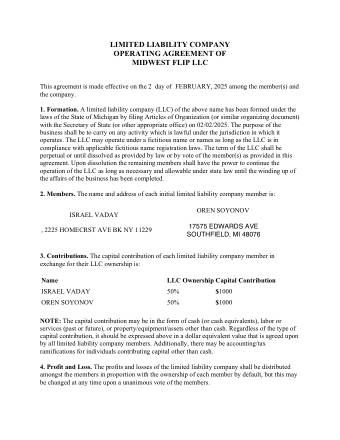 LIMITED LIABILITY COMPANY
OPERATING AGREEMENT OF
MIDWEST FLIP LLC
This agreement is made effective on the 2 day of FEBRUARY, 2025 among the member(s) and
the company.
1. Formation. A limited liability company (LLC) of the above name has been formed under the
laws of the State of Michigan by filing Articles of Organization (or similar organizing document)
with the Secretary of State (or other appropriate office) on 02/02/2025. The purpose of the
business shall be to carry on any activity which is lawful under the jurisdiction in which it
operates. The LLC may operate under a fictitious name or names as long as the LLC is in
compliance with applicable fictitious name registration laws. The term of the LLC shall be
perpetual or until dissolved as provided by law or by vote of the member(s) as provided in this
agreement. Upon dissolution the remaining members shall have the power to continue the
operation of the LLC as long as necessary and allowable under state law until the winding up of
the affairs of the business has been completed.
2. Members. The name and address of each initial limited liability company member is:
ISRAEL VADAY
OREN SOYONOV
, 2225 HOMECRST AVE BK NY 11229
17575 EDWARDS AVE
SOUTHFIELD, MI 48076
3. Contributions. The capital contribution of each limited liability company member in
exchange for their LLC ownership is:
Name LLC Ownership Capital Contribution
ISRAEL VADAY 50% $1000
OREN SOYONOV 50% $1000
NOTE: The capital contribution may be in the form of cash (or cash equivalents), labor or
services (past or future), or property/equipment/assets other than cash. Regardless of the type of
capital contribution, it should be expressed above in a dollar equivalent value that is agreed upon
by all limited liability company members. Additionally, there may be accounting/tax
ramifications for individuals contributing capital other than cash.
4. Profit and Loss. The profits and losses of the limited liability company shall be distributed
amongst the members in proportion with the ownership of each member by default, but this may
be changed at any time upon a unanimous vote of the members.